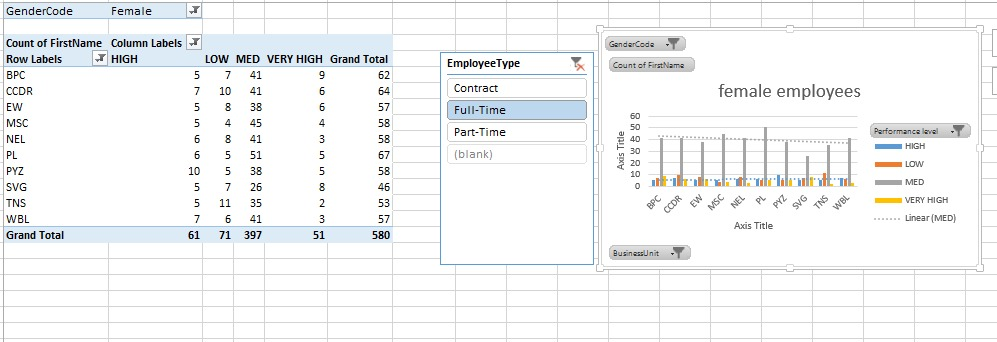 GenderCode Female
Count of FirstName Column Labels
Row Labels HIGH LOW MED VERY HIGH Grand Total
BPC 5 7 41 9 62
CCDR 7 10 41 6 64
EW 5 8 38 6 57
MSC 5 4 45 4 58
NEL 6 8 41 3 58
PL 6 5 51 5 67
PYZ 10 5 38 5 58
SVG 5 7 26 8 46
TNS 5 11 35 2 53
WBL 7 6 41 3 57
Grand Total 61 71 397 51 580
EmployeeType
Contract
Full-Time
Part-Time
(blank)
GenderCode
Count of FirstName
female employees
Axis Title
60
50
40
30
20
10
0
BPC CCDR EW MSC NEL PL PYZ SVG TNS WBL
Axis Title
Performance level
HIGH
LOW
MED
VERY HIGH
Linear (MED)
BusinessUnit